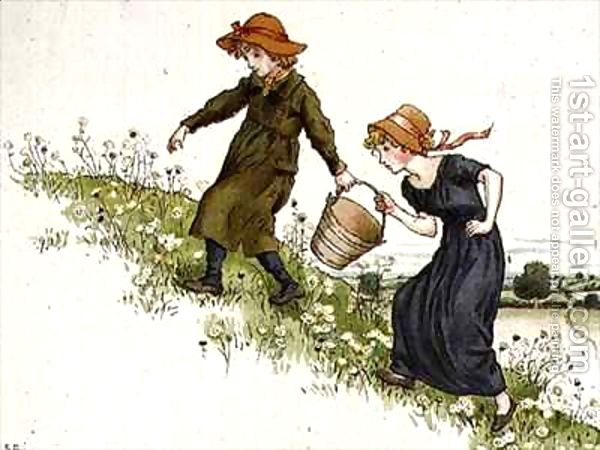 1st-art-gallery.com
This watermark does not appear on
the painting